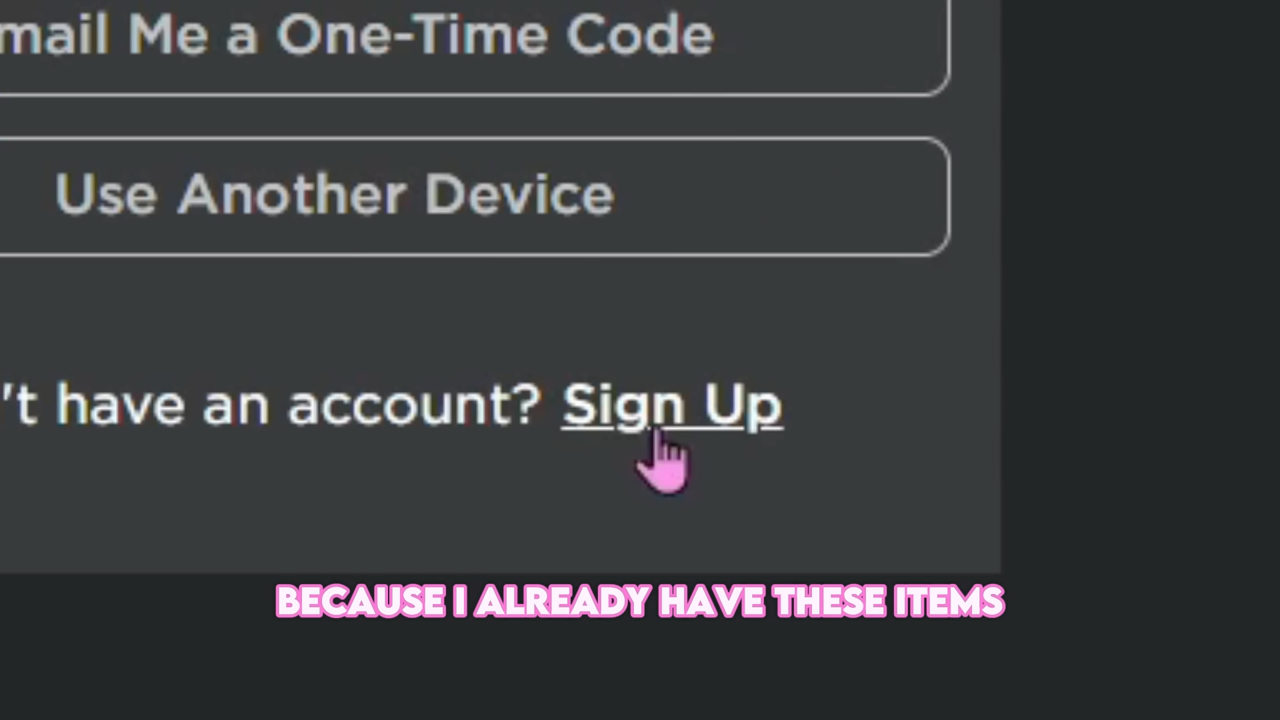 mail Me a One-Time Code
Use Another Device
't have an account? Sign Up
BECAUSE I ALREADY HAVE THESE ITEMS